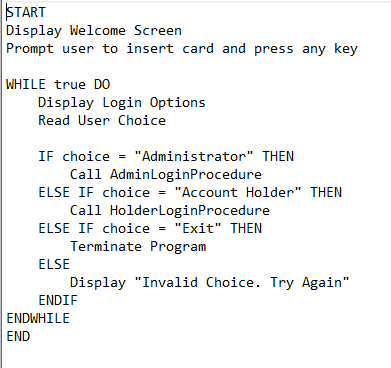 START
Display Welcome Screen
Prompt user to insert card and press any key

WHILE true DO
    Display Login Options
    Read User Choice

    IF choice = "Administrator" THEN
        Call AdminLoginProcedure
    ELSE IF choice = "Account Holder" THEN
        Call HolderLoginProcedure
    ELSE IF choice = "Exit" THEN
        Terminate Program
    ELSE
        Display "Invalid Choice. Try Again"
    ENDIF
ENDWHILE
END